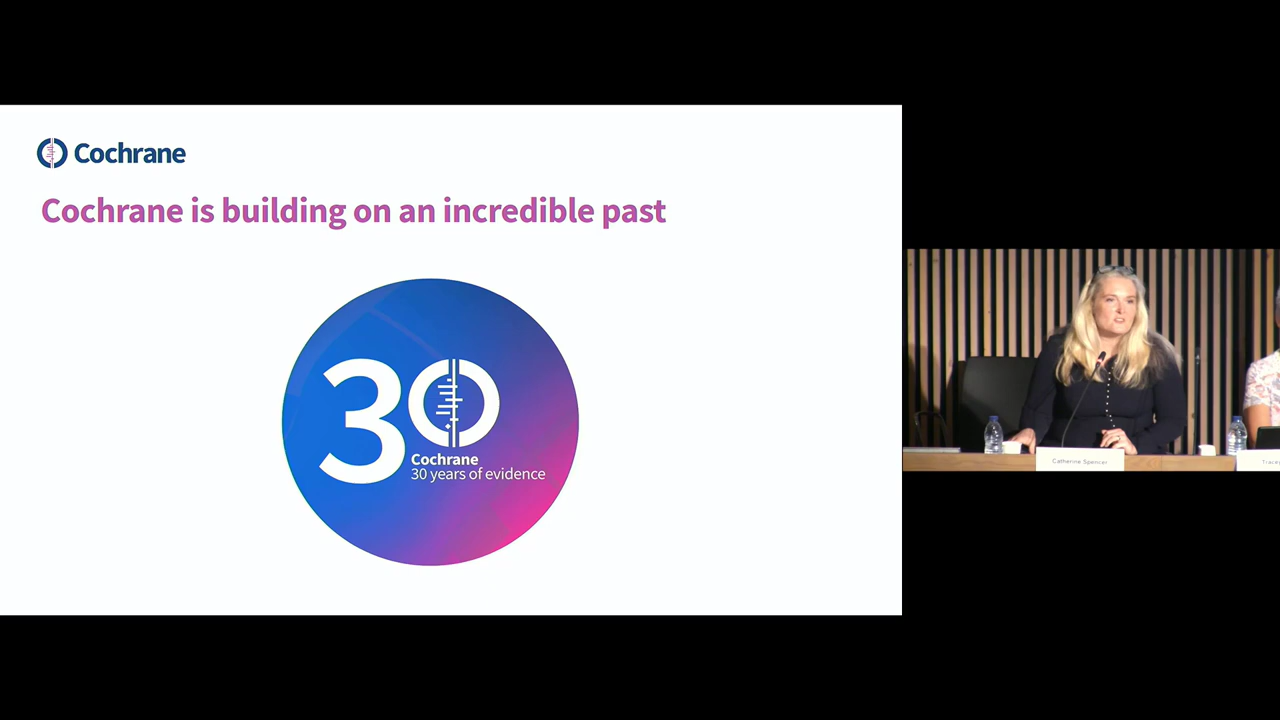 Cochrane
Cochrane is building on an incredible past
30
Cochrane
30 years of evidence
Catherine Spencer